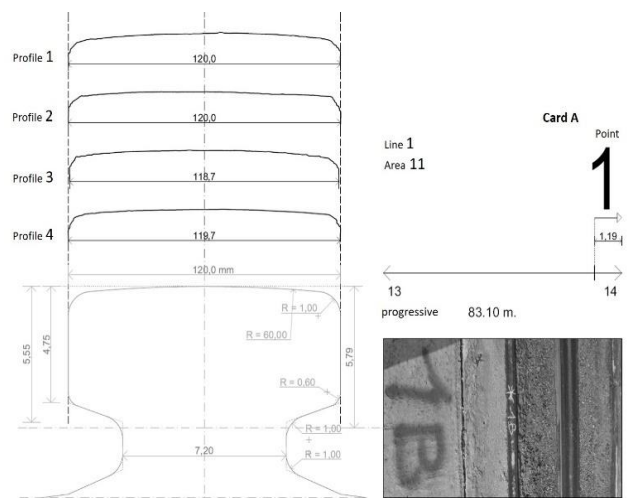 Profile 1
120,0
Profile 2
120,0
Profile 3
118,7
Profile 4
119,7
120,0 mm
R = 1,00
R = 60,00
5,55
4,75
5,79
R = 0,60
R = 1,00
7,20
R = 1,00
Card A
Line 1
Area 11
Point
1
1,19
13
14
progressive 83.10 m.
1B
1B